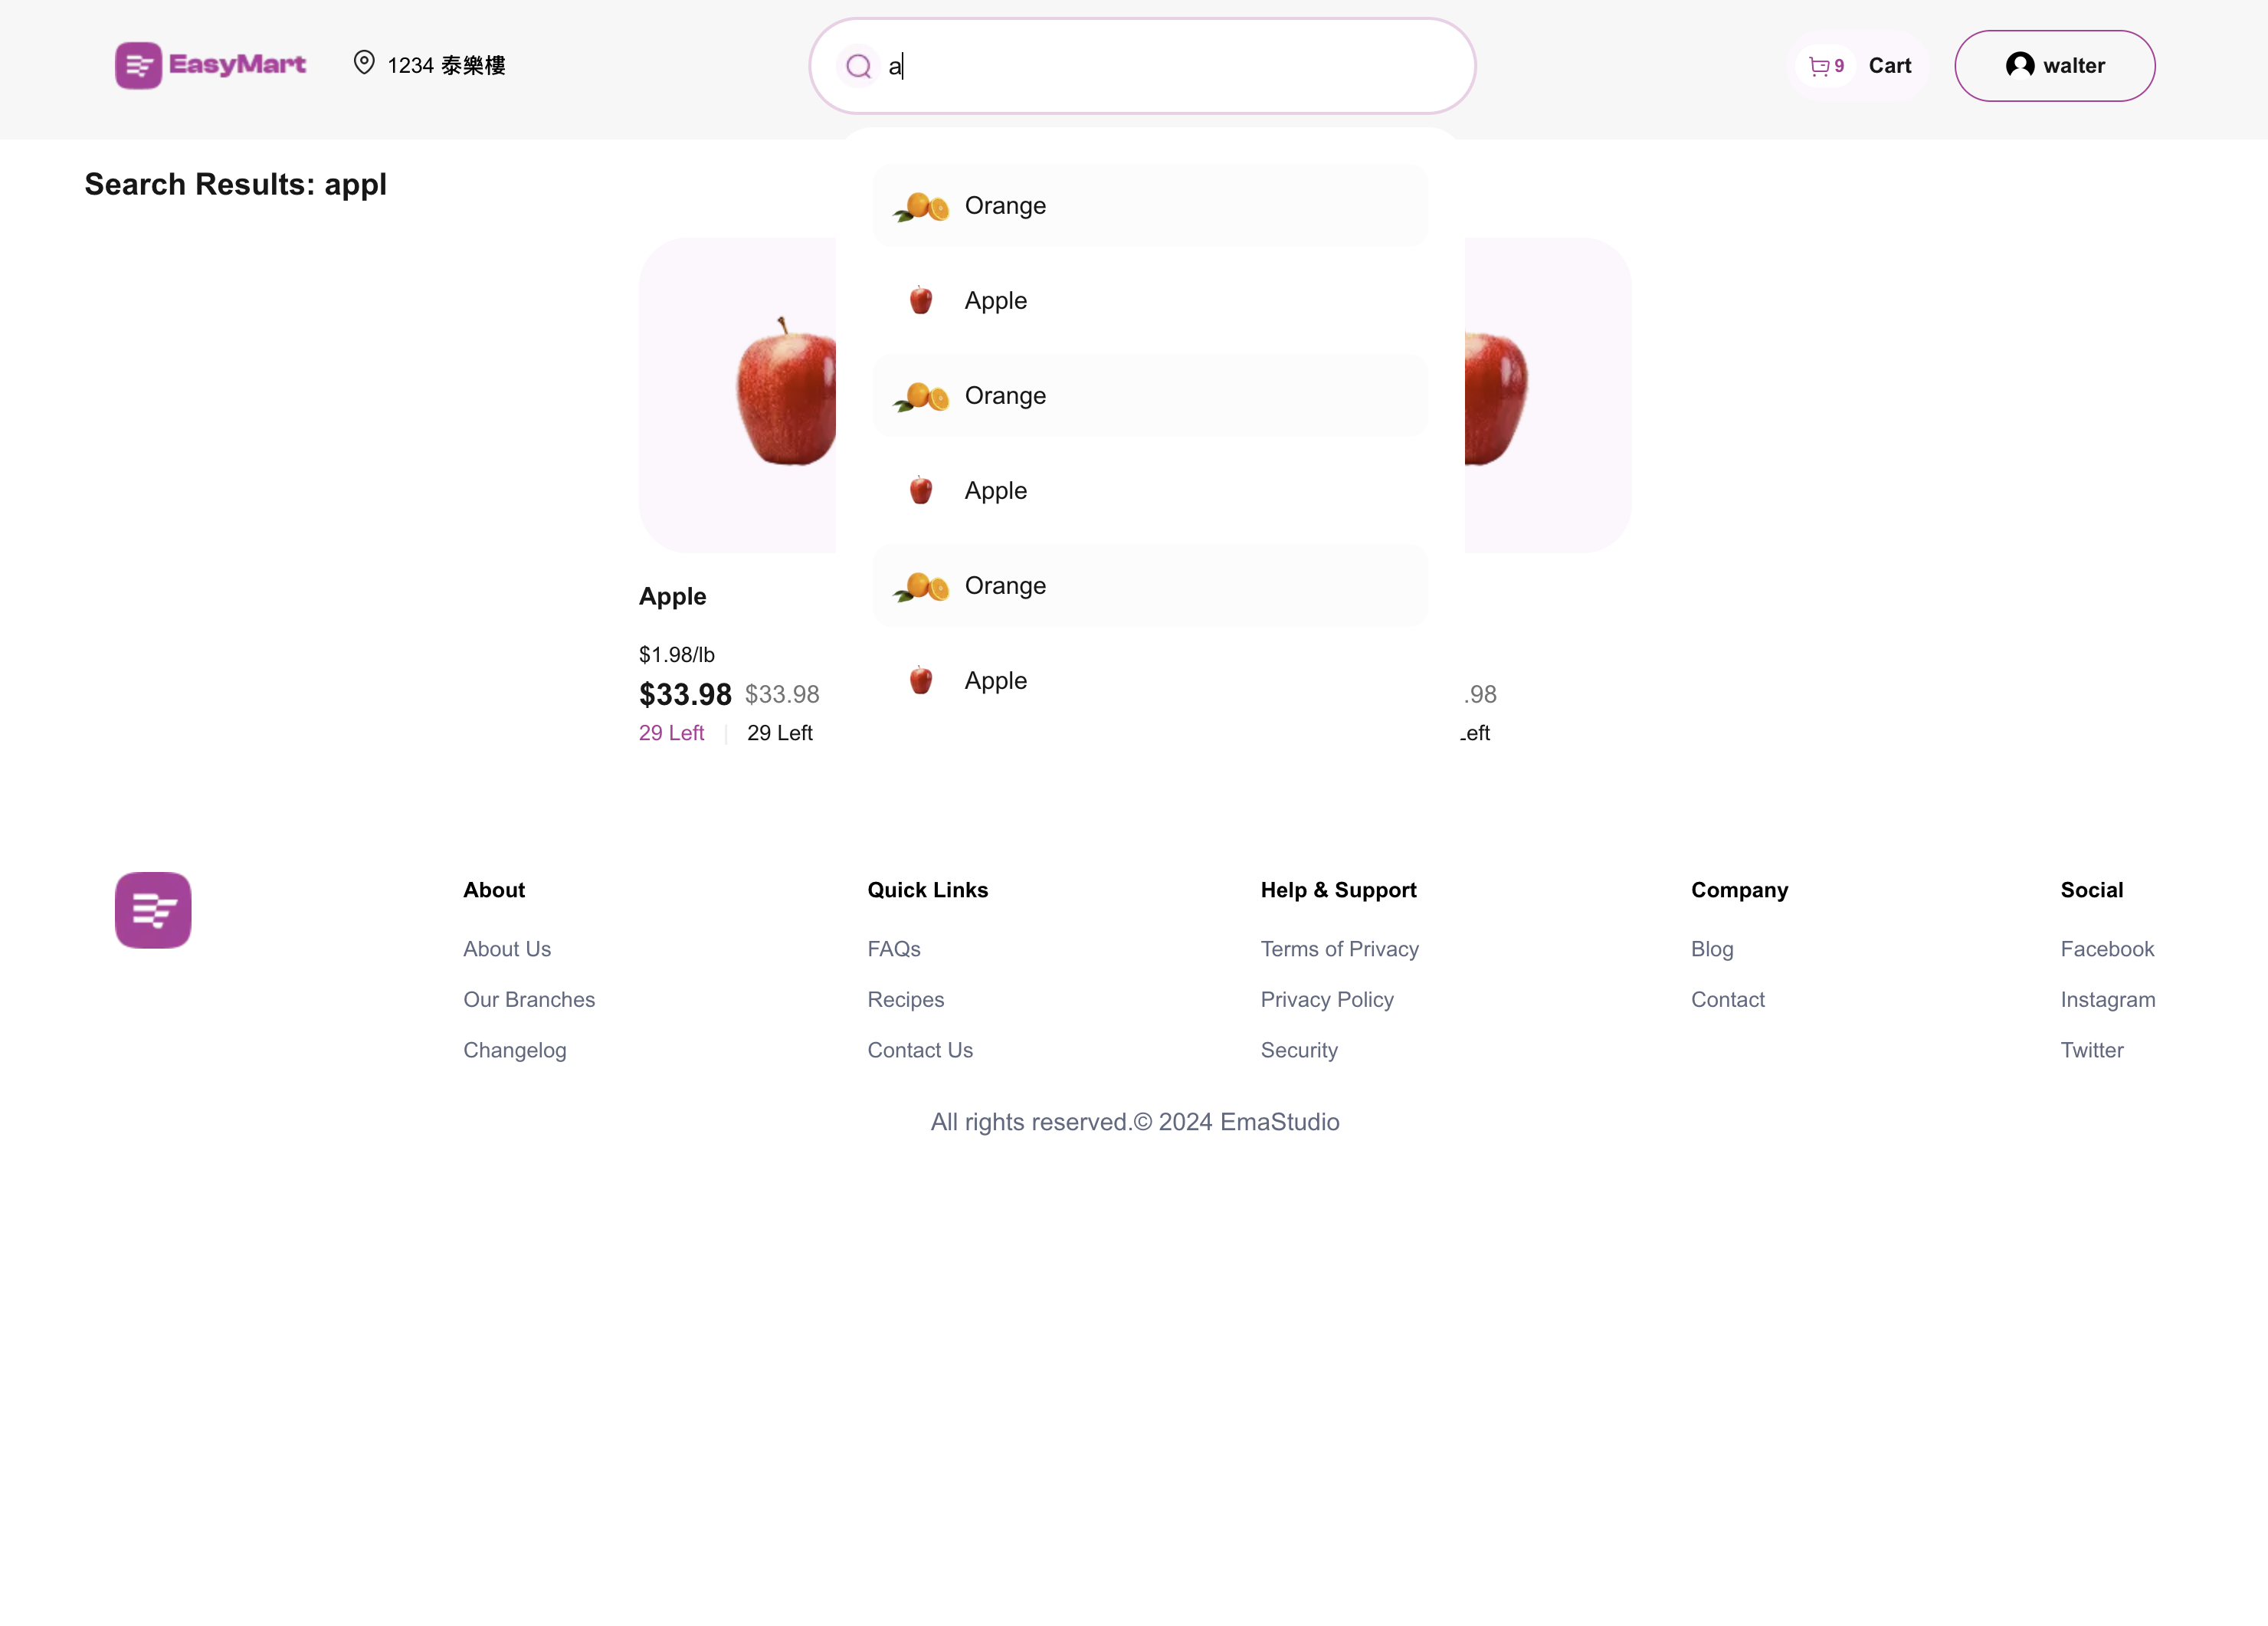 EasyMart
1234 泰樂樓
a
9
Cart
walter
Search Results: appl
Orange
Apple
Orange
Apple
Orange
Apple
Apple
$1.98/lb
$33.98 $33.98
29 Left | 29 Left
.98
Left
About
About Us
Our Branches
Changelog
Quick Links
FAQs
Recipes
Contact Us
Help & Support
Terms of Privacy
Privacy Policy
Security
Company
Blog
Contact
Social
Facebook
Instagram
Twitter
All rights reserved.© 2024 EmaStudio